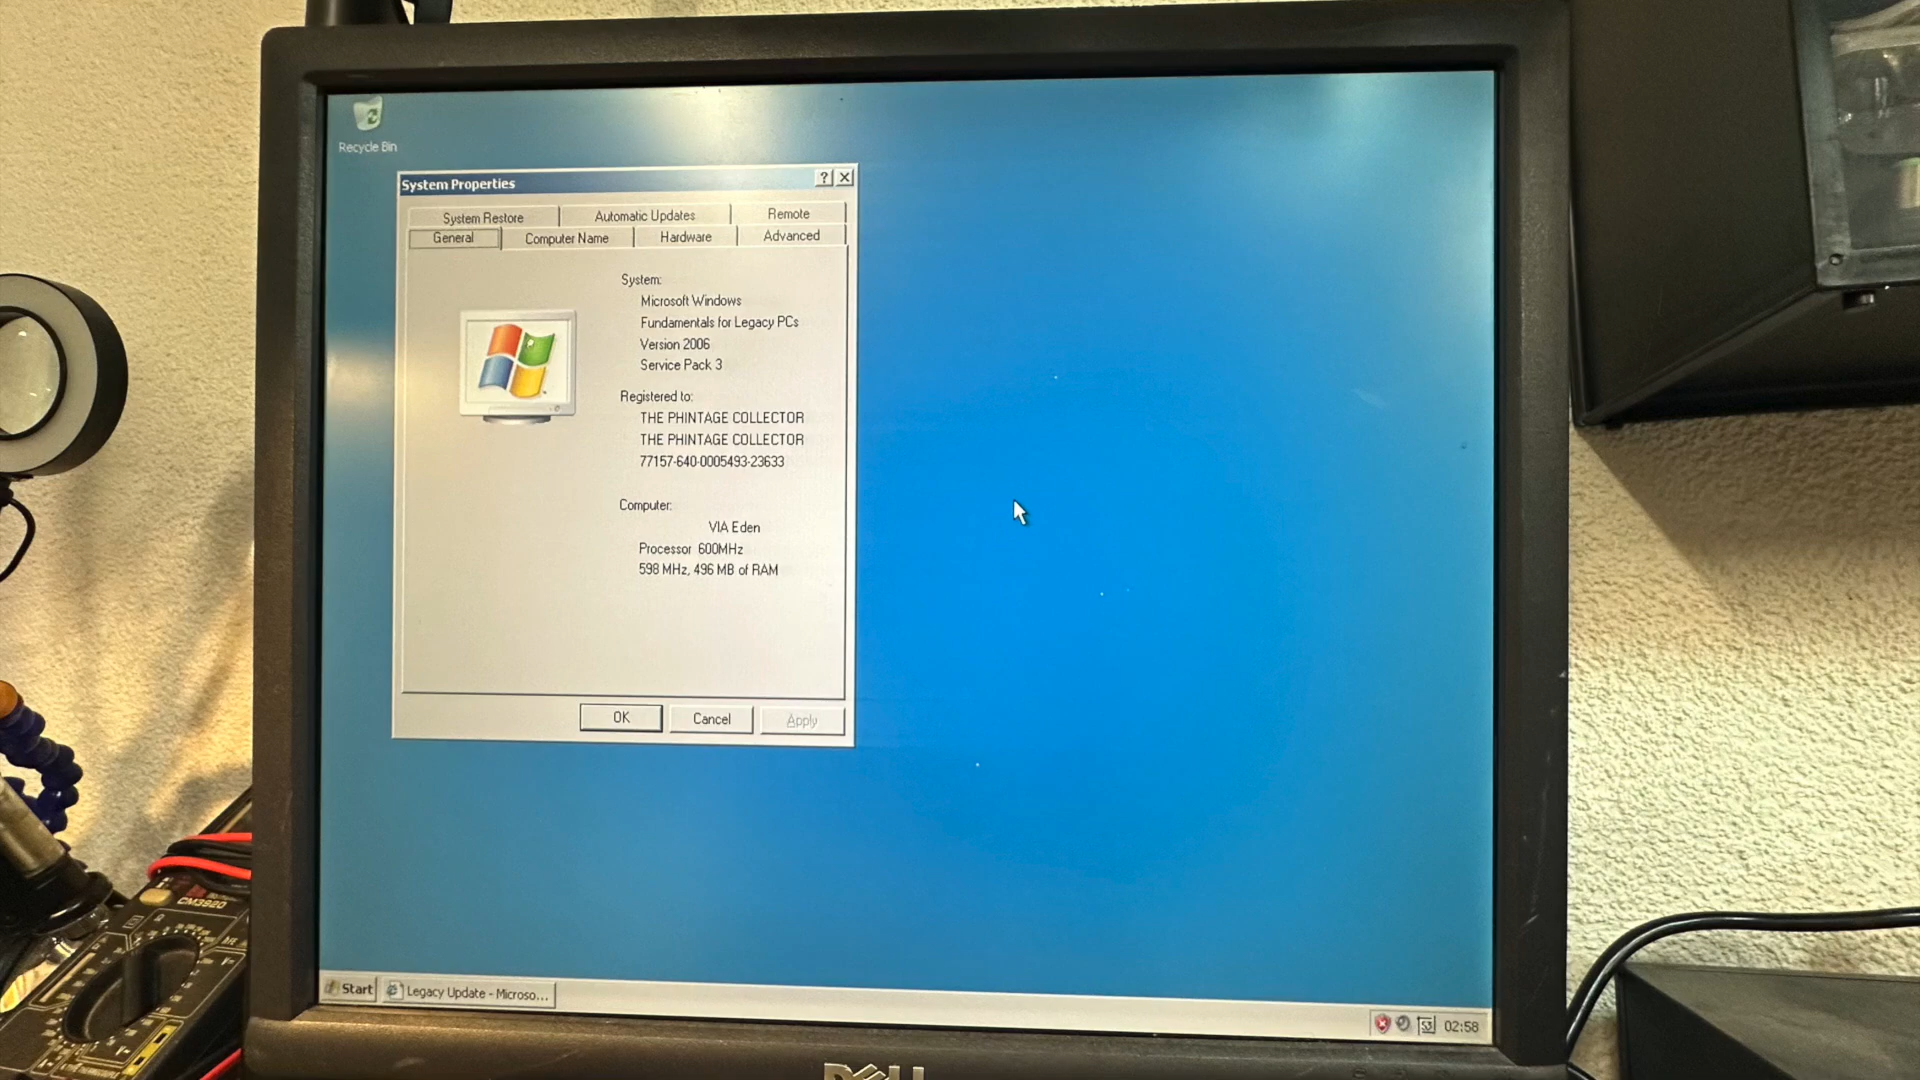 Recycle Bin
System Properties
System Restore
Automatic Updates
Remote
General
Computer Name
Hardware
Advanced
System:
Microsoft Windows
Fundamentals for Legacy PCs
Version 2006
Service Pack 3
Registered to:
THE PHINTAGE COLLECTOR
THE PHINTAGE COLLECTOR
77157-640-0005493-23633
Computer:
VIA Eden
Processor 600MHz
598 MHz, 496 MB of RAM
OK
Cancel
Apply
Start
Legacy Update - Microso...
S3
02:58
CM3920
DELL